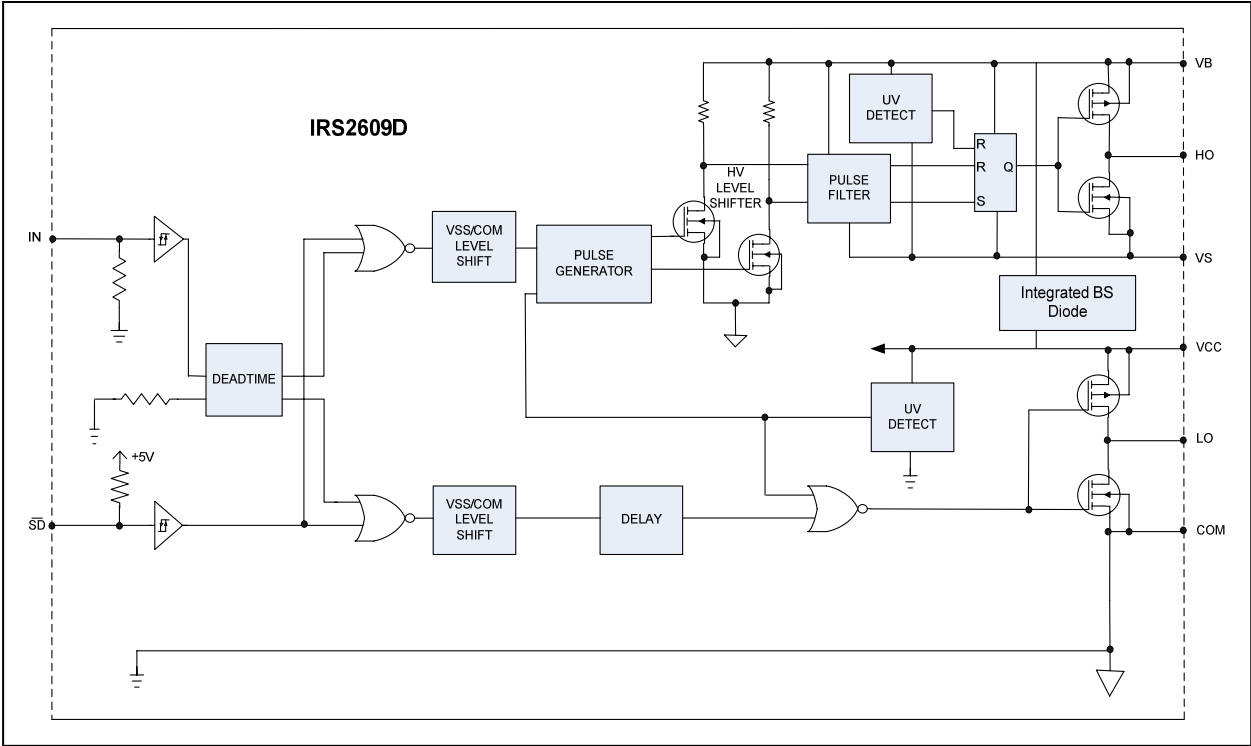 IRS2609D
VB
UV
DETECT
R
R
Q
S
HO
PULSE
FILTER
HV
LEVEL
SHIFTER
IN
VSS/COM
LEVEL
SHIFT
PULSE
GENERATOR
VS
Integrated BS
Diode
VCC
DEADTIME
UV
DETECT
LO
+5V
SD
VSS/COM
LEVEL
SHIFT
DELAY
COM